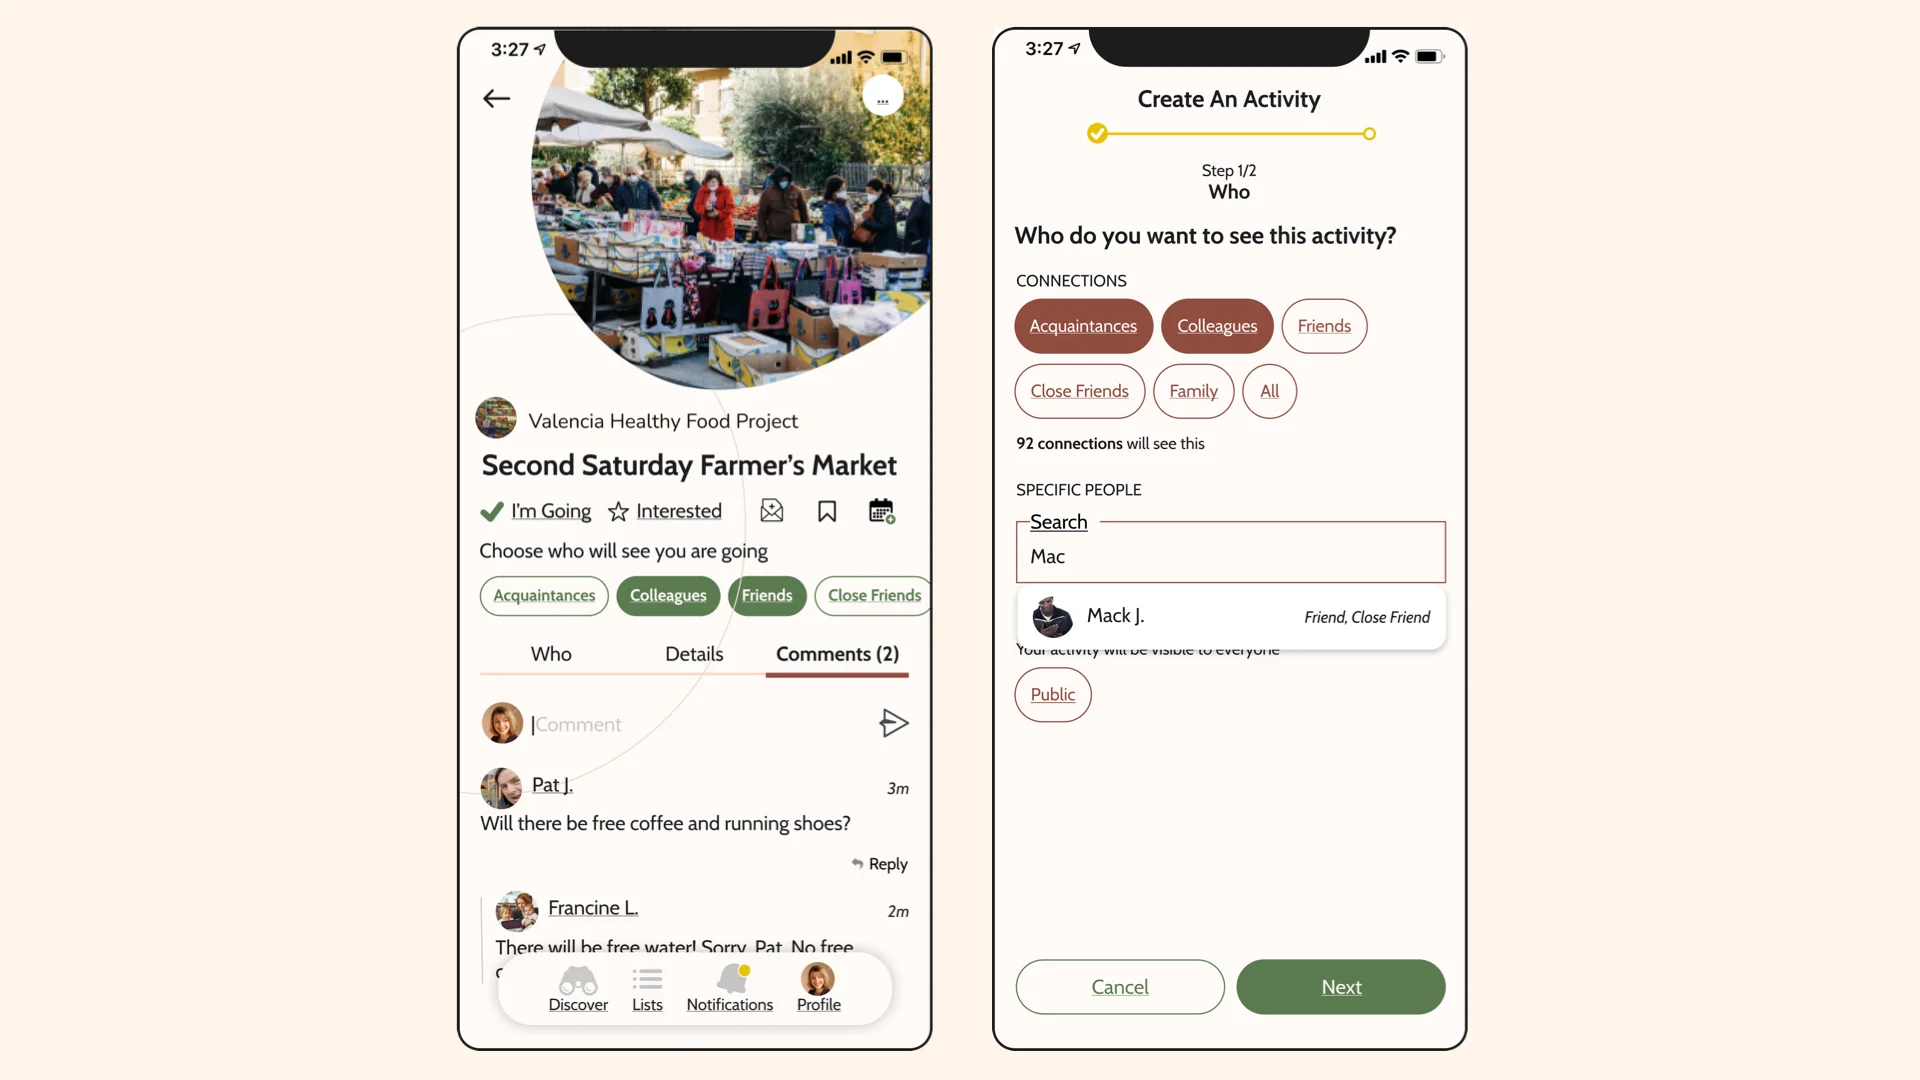 3:27
...
Valencia Healthy Food Project
Second Saturday Farmer’s Market
I'm Going Interested
Choose who will see you are going
Acquaintances Colleagues Friends Close Friends
Who Details Comments (2)
Comment
Pat J. 3m
Will there be free coffee and running shoes?
Reply
Francine L. 2m
There will be free water! Sorry, Pat. No free
Discover Lists Notifications Profile
3:27
Create An Activity
Step 1/2
Who
Who do you want to see this activity?
CONNECTIONS
Acquaintances Colleagues Friends
Close Friends Family All
92 connections will see this
SPECIFIC PEOPLE
Search
Mac
Mack J. Friend, Close Friend
Your activity will be visible to everyone
Public
Cancel Next